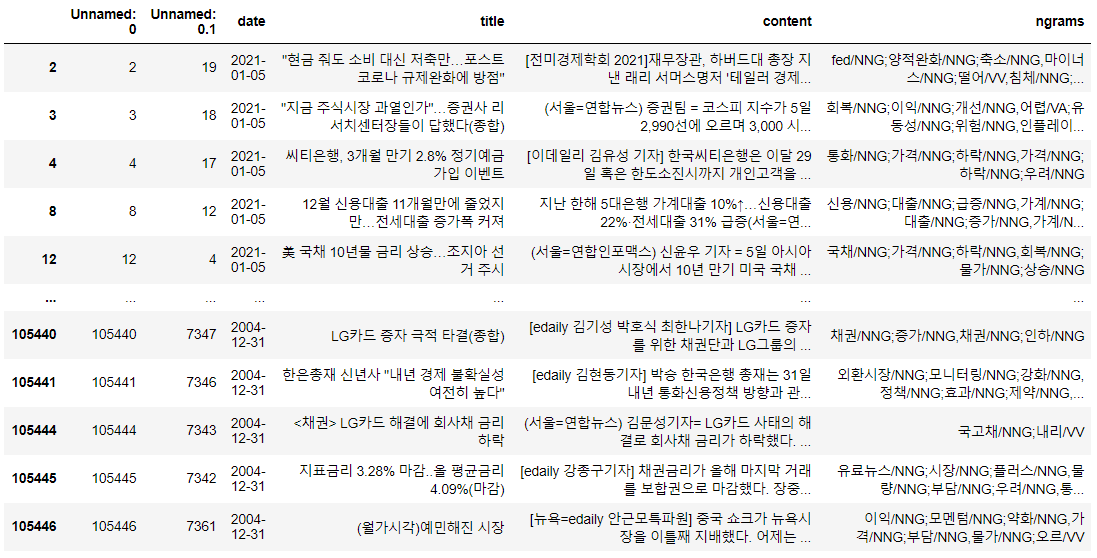 Unnamed: 0 Unnamed: 0.1 date title content ngrams
2 2 19 2021-01-05 "현금 줘도 소비 대신 저축만…포스트
코로나 규제완화에 방점" [전미경제학회 2021]재무장관, 하버드대 총장 지
낸 래리 서머스명저 '테일러 경제... fed/NNG;양적완화/NNG;축소/NNG,마이너
스/NNG;떨어/VV,침체/NNG;...
3 3 18 2021-01-05 "지금 주식시장 과열인가"…증권사 리
서치센터장들이 답했다(종합) (서울=연합뉴스) 증권팀 = 코스피 지수가 5일
2,990선에 오르며 3,000 시... 회복/NNG;이익/NNG;개선/NNG,어렵/VA;유
동성/NNG;위험/NNG,인플레이...
4 4 17 2021-01-05 씨티은행, 3개월 만기 2.8% 정기예금
가입 이벤트 [이데일리 김유성 기자] 한국씨티은행은 이달 29
일 혹은 한도소진시까지 개인고객을 ... 통화/NNG;가격/NNG;하락/NNG,가격/NNG;
하락/NNG;우려/NNG
8 8 12 2021-01-05 12월 신용대출 11개월만에 줄었지
만…전세대출 증가폭 커져 지난 한해 5대은행 가계대출 10%↑…신용대출
22%·전세대출 31% 급증(서울=연... 신용/NNG;대출/NNG;급증/NNG,가계/NNG;
대출/NNG;증가/NNG,가계/N...
12 12 4 2021-01-05 美 국채 10년물 금리 상승…조지아 선
거 주시 (서울=연합인포맥스) 신윤우 기자 = 5일 아시아
시장에서 10년 만기 미국 국채 ... 국채/NNG;가격/NNG;하락/NNG,회복/NNG;
물가/NNG;상승/NNG
... ... ... ... ... ... ...
105440 105440 7347 2004-12-31 LG카드 증자 극적 타결(종합) [edaily 김기성 박호식 최한나기자] LG카드 증자
를 위한 채권단과 LG그룹의 ... 채권/NNG;증가/NNG,채권/NNG;인하/NNG
105441 105441 7346 2004-12-31 한은총재 신년사 "내년 경제 불확실성
여전히 높다" [edaily 김현동기자] 박승 한국은행 총재는 31일
내년 통화신용정책 방향과 관... 외환시장/NNG;모니터링/NNG;강화/NNG,
정책/NNG;효과/NNG;제약/NNG,...
105444 105444 7343 2004-12-31 <채권> LG카드 해결에 회사채 금리
하락 (서울=연합뉴스) 김문성기자= LG카드 사태의 해
결로 회사채 금리가 하락했다. ... 국고채/NNG;내리/VV
105445 105445 7342 2004-12-31 지표금리 3.28% 마감..올 평균금리
4.09%(마감) [edaily 강종구기자] 채권금리가 올해 마지막 거래
를 보합권으로 마감했다. 장중... 유료뉴스/NNG;시장/NNG;플러스/NNG,물
량/NNG;부담/NNG;우려/NNG,통...
105446 105446 7361 2004-12-31 (월가시각)예민해진 시장 [뉴욕=edaily 안근모특파원] 중국 쇼크가 뉴욕시
장을 이틀째 지배했다. 어제는 ... 이익/NNG;모멘텀/NNG;약화/NNG,가
격/NNG;부담/NNG,물가/NNG;오르/VV